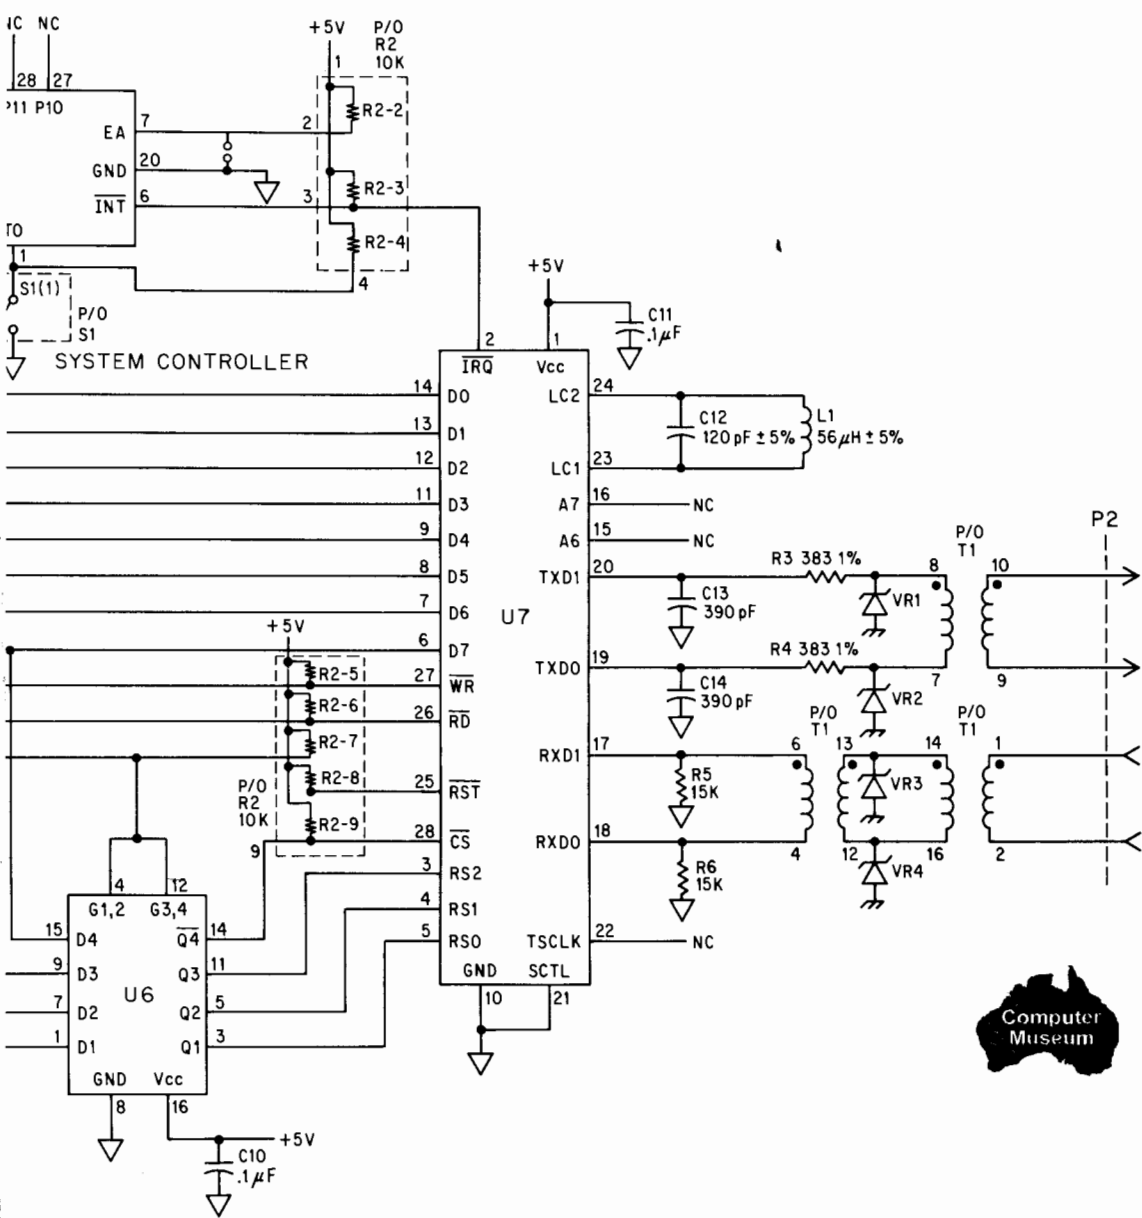 NC NC
28 27
P11 P10
EA
7
GND
20
INT
6
T0
1
S1(1)
P/O
S1
SYSTEM CONTROLLER
+5V
P/O
R2
10K
1
2
R2-2
3
R2-3
R2-4
4
+5V
C11
.1µF
2
1
IRQ
Vcc
14 D0
13 D1
12 D2
11 D3
9 D4
8 D5
7 D6
6 D7
27 WR
26 RD
25 RST
28 CS
3 RS2
4 RS1
5 RS0
U7
LC2 24
LC1 23
A7 16 NC
A6 15 NC
TXD1 20
TXD0 19
RXD1 17
RXD0 18
TSCLK 22 NC
GND SCTL
10 21
C12
120 pF ± 5%
L1
56µH ± 5%
R3 383 1%
C13
390 pF
VR1
R4 383 1%
C14
390 pF
VR2
P/O
T1
8 10
7 9
P2
P/O
T1
P/O
T1
6 13 14 1
4 12 16 2
R5
15K
VR3
R6
15K
VR4
+5V
R2-5
R2-6
R2-7
R2-8
R2-9
P/O
R2
10K
9
4 12
G1,2 G3,4
15 D4
9 D3
7 D2
1 D1
U6
Q4 14
Q3 11
Q2 5
Q1 3
GND Vcc
8 16
+5V
C10
.1µF
Computer
Museum